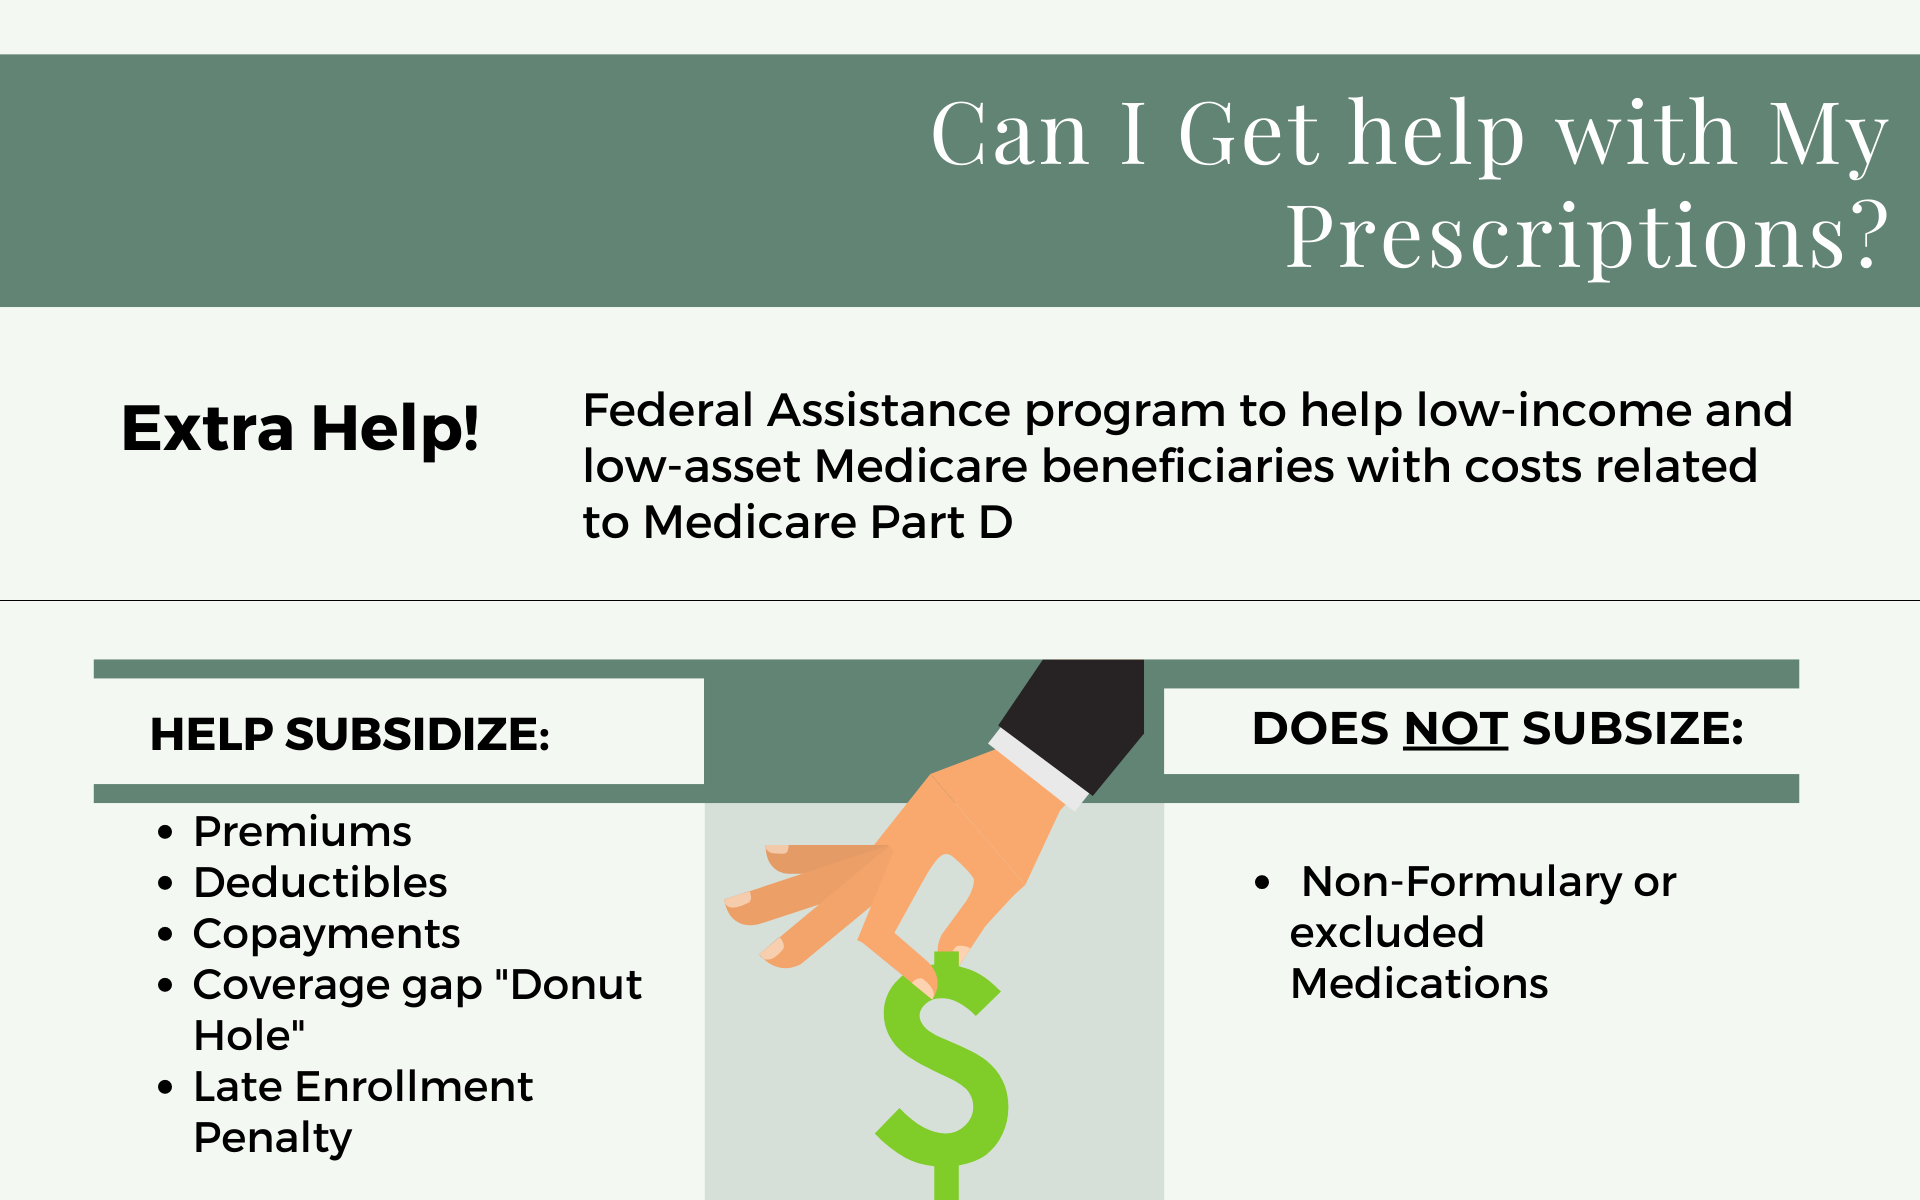 Can I Get help with My
Prescriptions?
Extra Help!
Federal Assistance program to help low-income and
low-asset Medicare beneficiaries with costs related
to Medicare Part D
HELP SUBSIDIZE:
• Premiums
• Deductibles
• Copayments
• Coverage gap "Donut
Hole"
• Late Enrollment
Penalty
DOES NOT SUBSIZE:
• Non-Formulary or
excluded
Medications
$